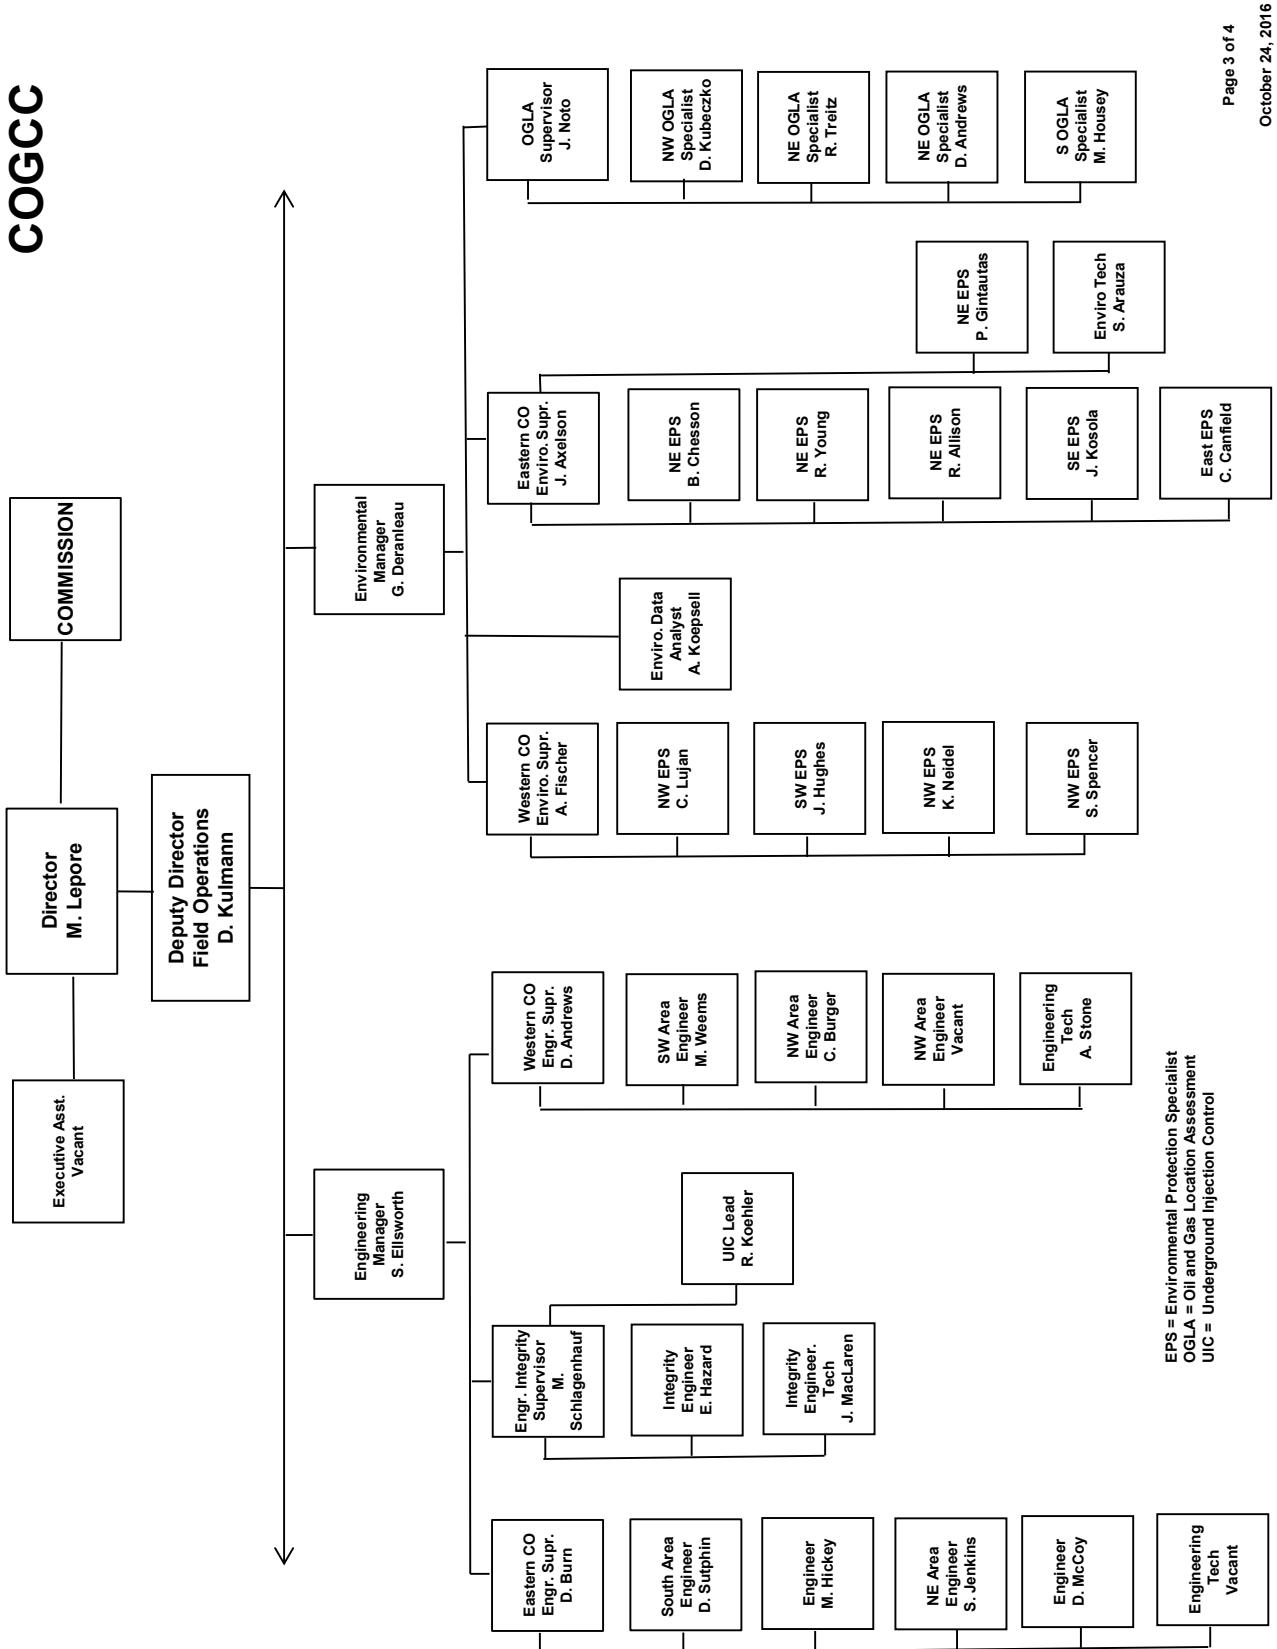 COGCC
COMMISSION
Director
M. Lepore
Executive Asst.
Vacant
Deputy Director
Field Operations
D. Kulmann
Engineering
Manager
S. Ellsworth
Environmental
Manager
G. Deranleau
Eastern CO
Engr. Supr.
D. Burn
South Area
Engineer
D. Sutphin
Engineer
M. Hickey
NE Area
Engineer
S. Jenkins
Engineer
D. McCoy
Engineering
Tech
Vacant
Engr. Integrity
Supervisor
M.
Schlagenhauf
Integrity
Engineer
E. Hazard
Integrity
Engineer.
Tech
J. MacLaren
UIC Lead
R. Koehler
Western CO
Engr. Supr.
D. Andrews
SW Area
Engineer
M. Weems
NW Area
Engineer
C. Burger
NW Area
Engineer
Vacant
Engineering
Tech
A. Stone
Western CO
Enviro. Supr.
A. Fischer
NW EPS
C. Lujan
SW EPS
J. Hughes
NW EPS
K. Neidel
NW EPS
S. Spencer
Enviro. Data
Analyst
A. Koepsell
Eastern CO
Enviro. Supr.
J. Axelson
NE EPS
B. Chesson
NE EPS
R. Young
NE EPS
R. Allison
SE EPS
J. Kosola
East EPS
C. Canfield
NE EPS
P. Gintautas
Enviro Tech
S. Arauza
OGLA
Supervisor
J. Noto
NW OGLA
Specialist
D. Kubeczko
NE OGLA
Specialist
R. Treitz
NE OGLA
Specialist
D. Andrews
S OGLA
Specialist
M. Housey
EPS = Environmental Protection Specialist
OGLA = Oil and Gas Location Assessment
UIC = Underground Injection Control
Page 3 of 4
October 24, 2016